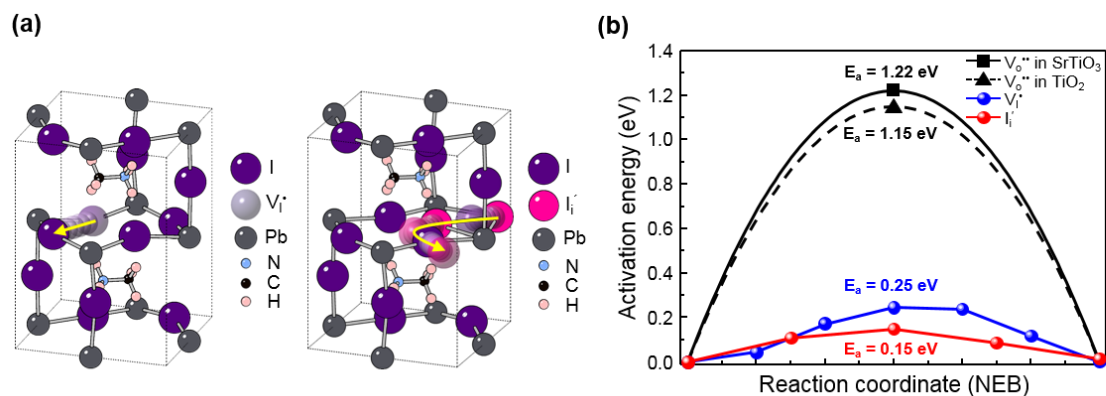 (a)
I
V_I^•
Pb
N
C
H
I
I_i′
Pb
N
C
H
(b)
Activation energy (eV)
1.4
1.2
1.0
0.8
0.6
0.4
0.2
0.0
E_a = 1.22 eV
E_a = 1.15 eV
E_a = 0.25 eV
E_a = 0.15 eV
V_o^•• in SrTiO_3
V_o^•• in TiO_2
V_I^•
I_i′
Reaction coordinate (NEB)